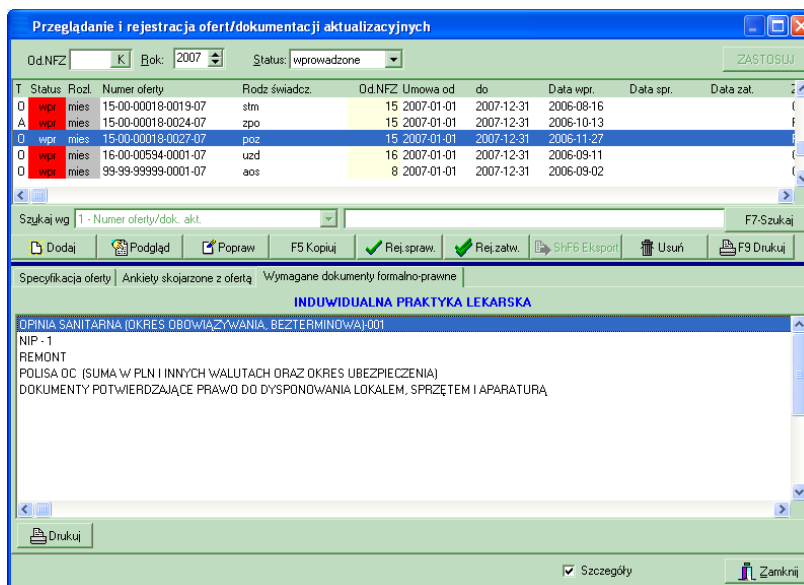 Przeglądanie i rejestracja ofert/dokumentacji aktualizacyjnych
Od.NFZ K Rok: 2007 Status: wprowadzone ZASTOSUJ
T Status Rozl. Numer oferty Rodz świadcz. Od.NFZ Umowa od do Data wpr. Data spr. Data zat.
O wpr mies 15-00-00018-0019-07 stm 15 2007-01-01 2007-12-31 2006-08-16
A wpr mies 15-00-00018-0024-07 zpo 15 2007-01-01 2007-12-31 2006-10-13
O wpr mies 15-00-00018-0027-07 poz 15 2007-01-01 2007-12-31 2006-11-27
O wpr mies 16-00-00594-0001-07 uzd 16 2007-01-01 2007-12-31 2006-09-11
O wpr mies 99-99-99999-0001-07 aos 8 2007-01-01 2007-12-31 2006-09-02
Szukaj wg 1 - Numer oferty/dok. akt. F7-Szukaj
Dodaj Podgląd Popraw F5 Kopiuj Rej.spraw. Rej.zatw. ShF6 Eksport Usuń F9 Drukuj
Specyfikacja oferty Ankiety skojarzone z ofertą Wymagane dokumenty formalno-prawne
INDUWIDUALNA PRAKTYKA LEKARSKA
OPINIA SANITARNA (OKRES OBOWIĄZYWANIA, BEZTERMINOWA)-001
NIP - 1
REMONT
POLISA OC (SUMA W PLN I INNYCH WALUTACH ORAZ OKRES UBEZPIECZENIA)
DOKUMENTY POTWIERDZAJĄCE PRAWO DO DYSPONOWANIA LOKALEM, SPRZĘTEM I APARATURĄ
Drukuj
Szczegóły Zamknij